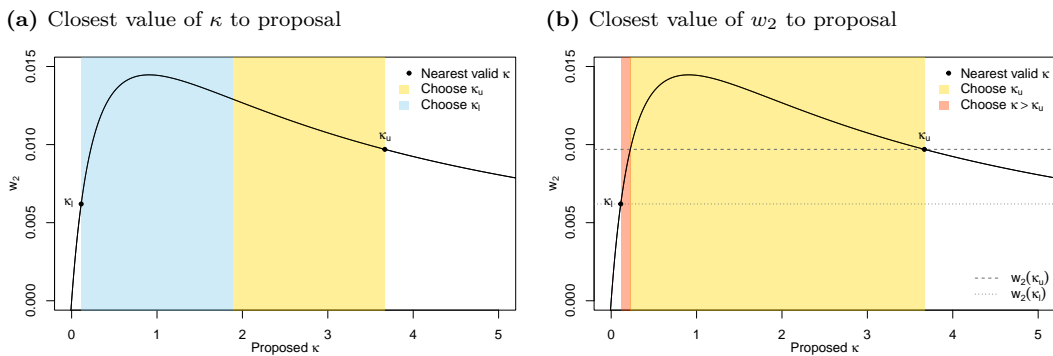 (a) Closest value of κ to proposal
0.015
0.010
0.005
0.000
w₂
κₗ
κᵤ
Nearest valid κ
Choose κᵤ
Choose κₗ
0 1 2 3 4 5
Proposed κ
(b) Closest value of w₂ to proposal
0.015
0.010
0.005
0.000
w₂
κₗ
κᵤ
Nearest valid κ
Choose κᵤ
Choose κ > κᵤ
w₂(κᵤ)
w₂(κₗ)
0 1 2 3 4 5
Proposed κ